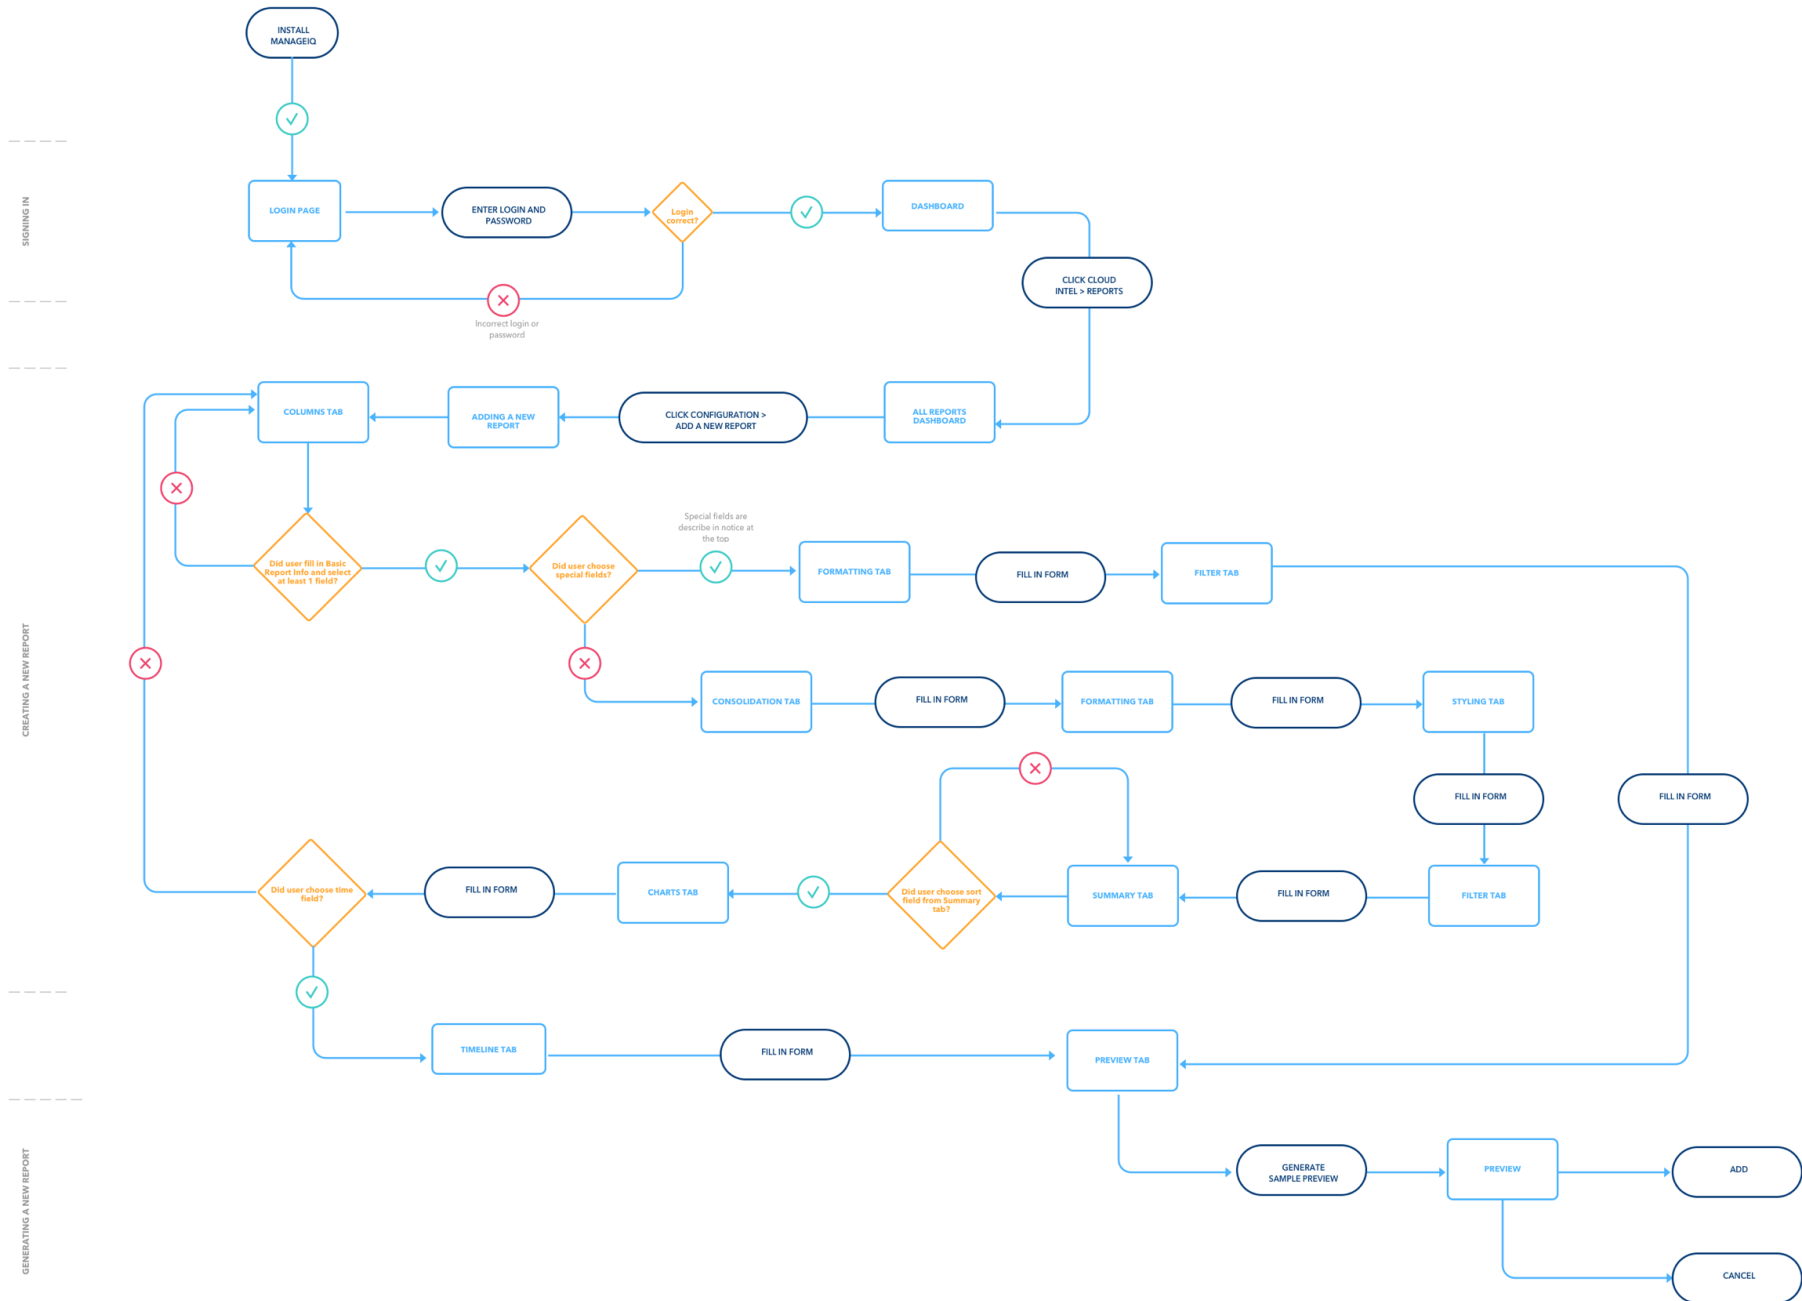 INSTALL
MANAGEIQ
SIGNING IN
LOGIN PAGE
ENTER LOGIN AND
PASSWORD
Login
correct?
DASHBOARD
CLICK CLOUD
INTEL > REPORTS
Incorrect login or
password
CREATING A NEW REPORT
COLUMNS TAB
ADDING A NEW
REPORT
CLICK CONFIGURATION >
ADD A NEW REPORT
ALL REPORTS
DASHBOARD
Special fields are
describe in notice at
the top
Did user fill in Basic
Report Info and select
at least 1 field?
Did user choose
special fields?
FORMATTING TAB
FILL IN FORM
FILTER TAB
CONSOLIDATION TAB
FILL IN FORM
FORMATTING TAB
FILL IN FORM
STYLING TAB
FILL IN FORM
FILL IN FORM
Did user choose time
field?
FILL IN FORM
CHARTS TAB
Did user choose sort
field from Summary
tab?
SUMMARY TAB
FILL IN FORM
FILTER TAB
TIMELINE TAB
FILL IN FORM
PREVIEW TAB
GENERATING A NEW REPORT
GENERATE
SAMPLE PREVIEW
PREVIEW
ADD
CANCEL